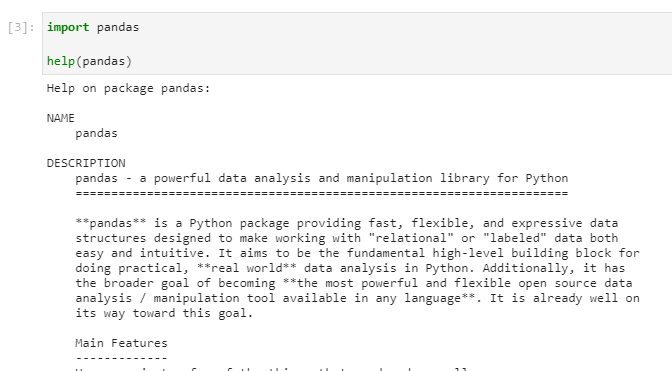 [3]: import pandas
help(pandas)
Help on package pandas:
NAME
pandas
DESCRIPTION
pandas - a powerful data analysis and manipulation library for Python
=====================================================================
**pandas** is a Python package providing fast, flexible, and expressive data
structures designed to make working with "relational" or "labeled" data both
easy and intuitive. It aims to be the fundamental high-level building block for
doing practical, **real world** data analysis in Python. Additionally, it has
the broader goal of becoming **the most powerful and flexible open source data
analysis / manipulation tool available in any language**. It is already well on
its way toward this goal.
Main Features
-------------